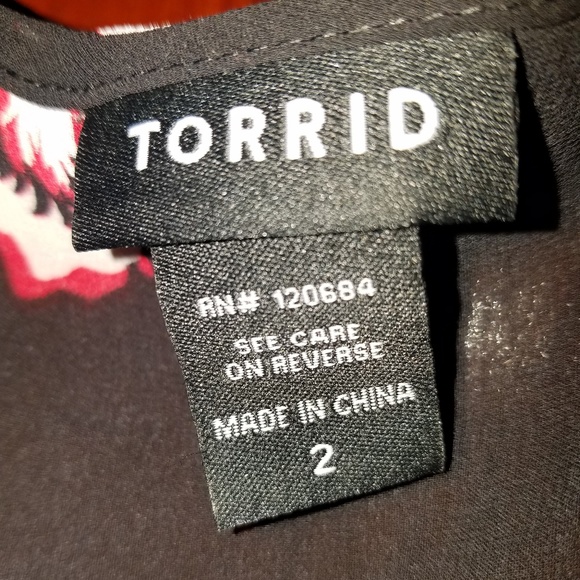 TORRID
RN# 120684
SEE CARE
ON REVERSE
MADE IN CHINA
2